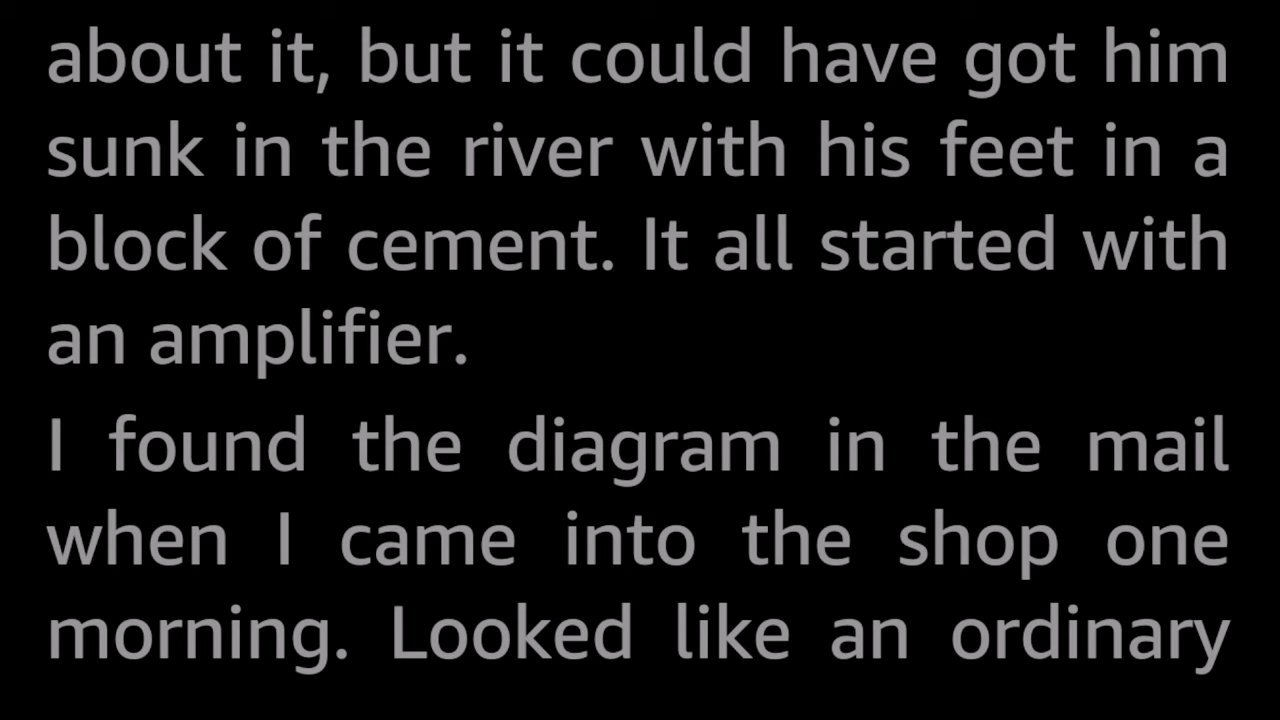 about it, but it could have got him
sunk in the river with his feet in a
block of cement. It all started with
an amplifier.
I found the diagram in the mail
when I came into the shop one
morning. Looked like an ordinary